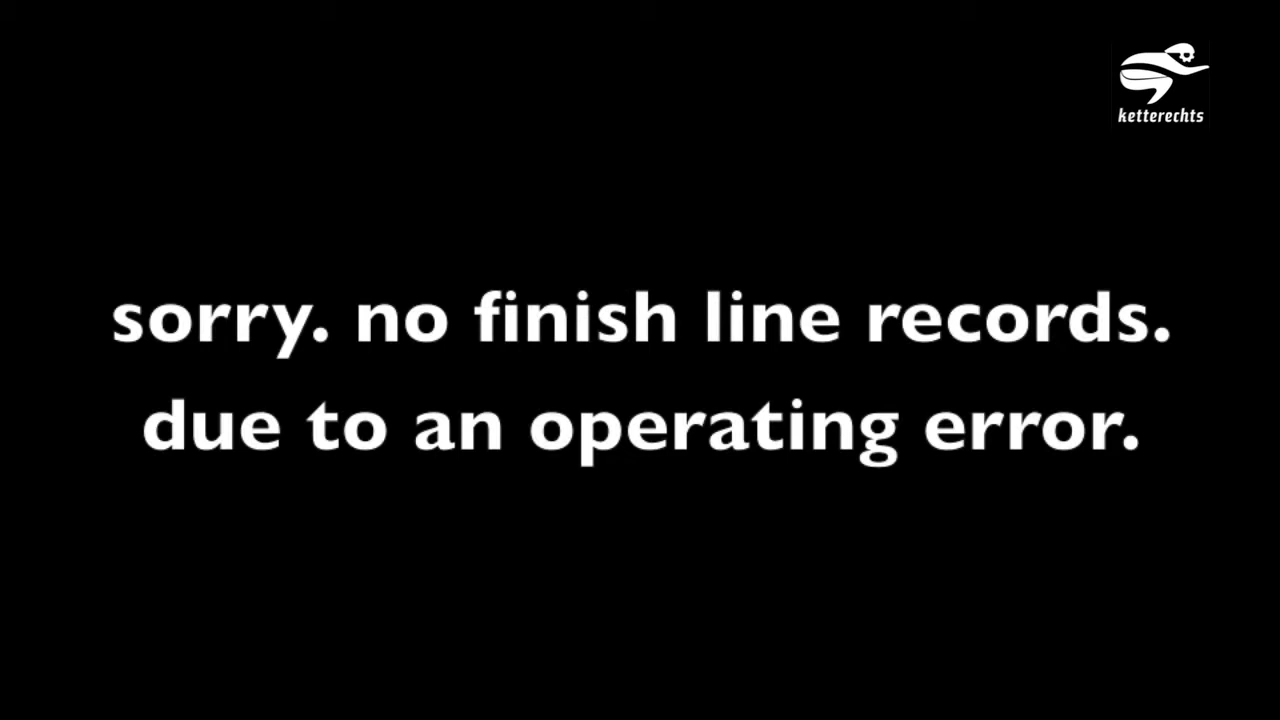 ketterechts
sorry. no finish line records.
due to an operating error.